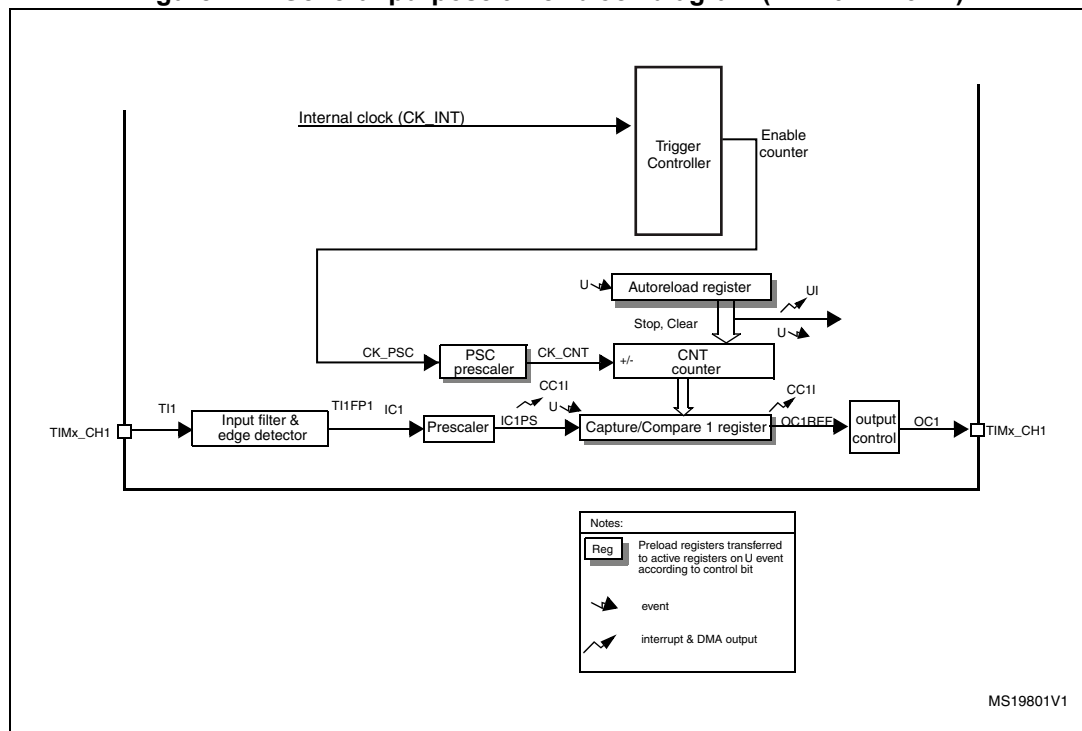 Internal clock (CK_INT)
Trigger
Controller
Enable
counter
U
Autoreload register
UI
Stop, Clear
U
CK_PSC
PSC
prescaler
CK_CNT
+/-
CNT
counter
CC1I
CC1I
TI1
TI1FP1
IC1
U
TIMx_CH1
Input filter &
edge detector
Prescaler
IC1PS
Capture/Compare 1 register
OC1REF
output
control
OC1
TIMx_CH1
Notes:
Reg
Preload registers transferred
to active registers on U event
according to control bit
event
interrupt & DMA output
MS19801V1